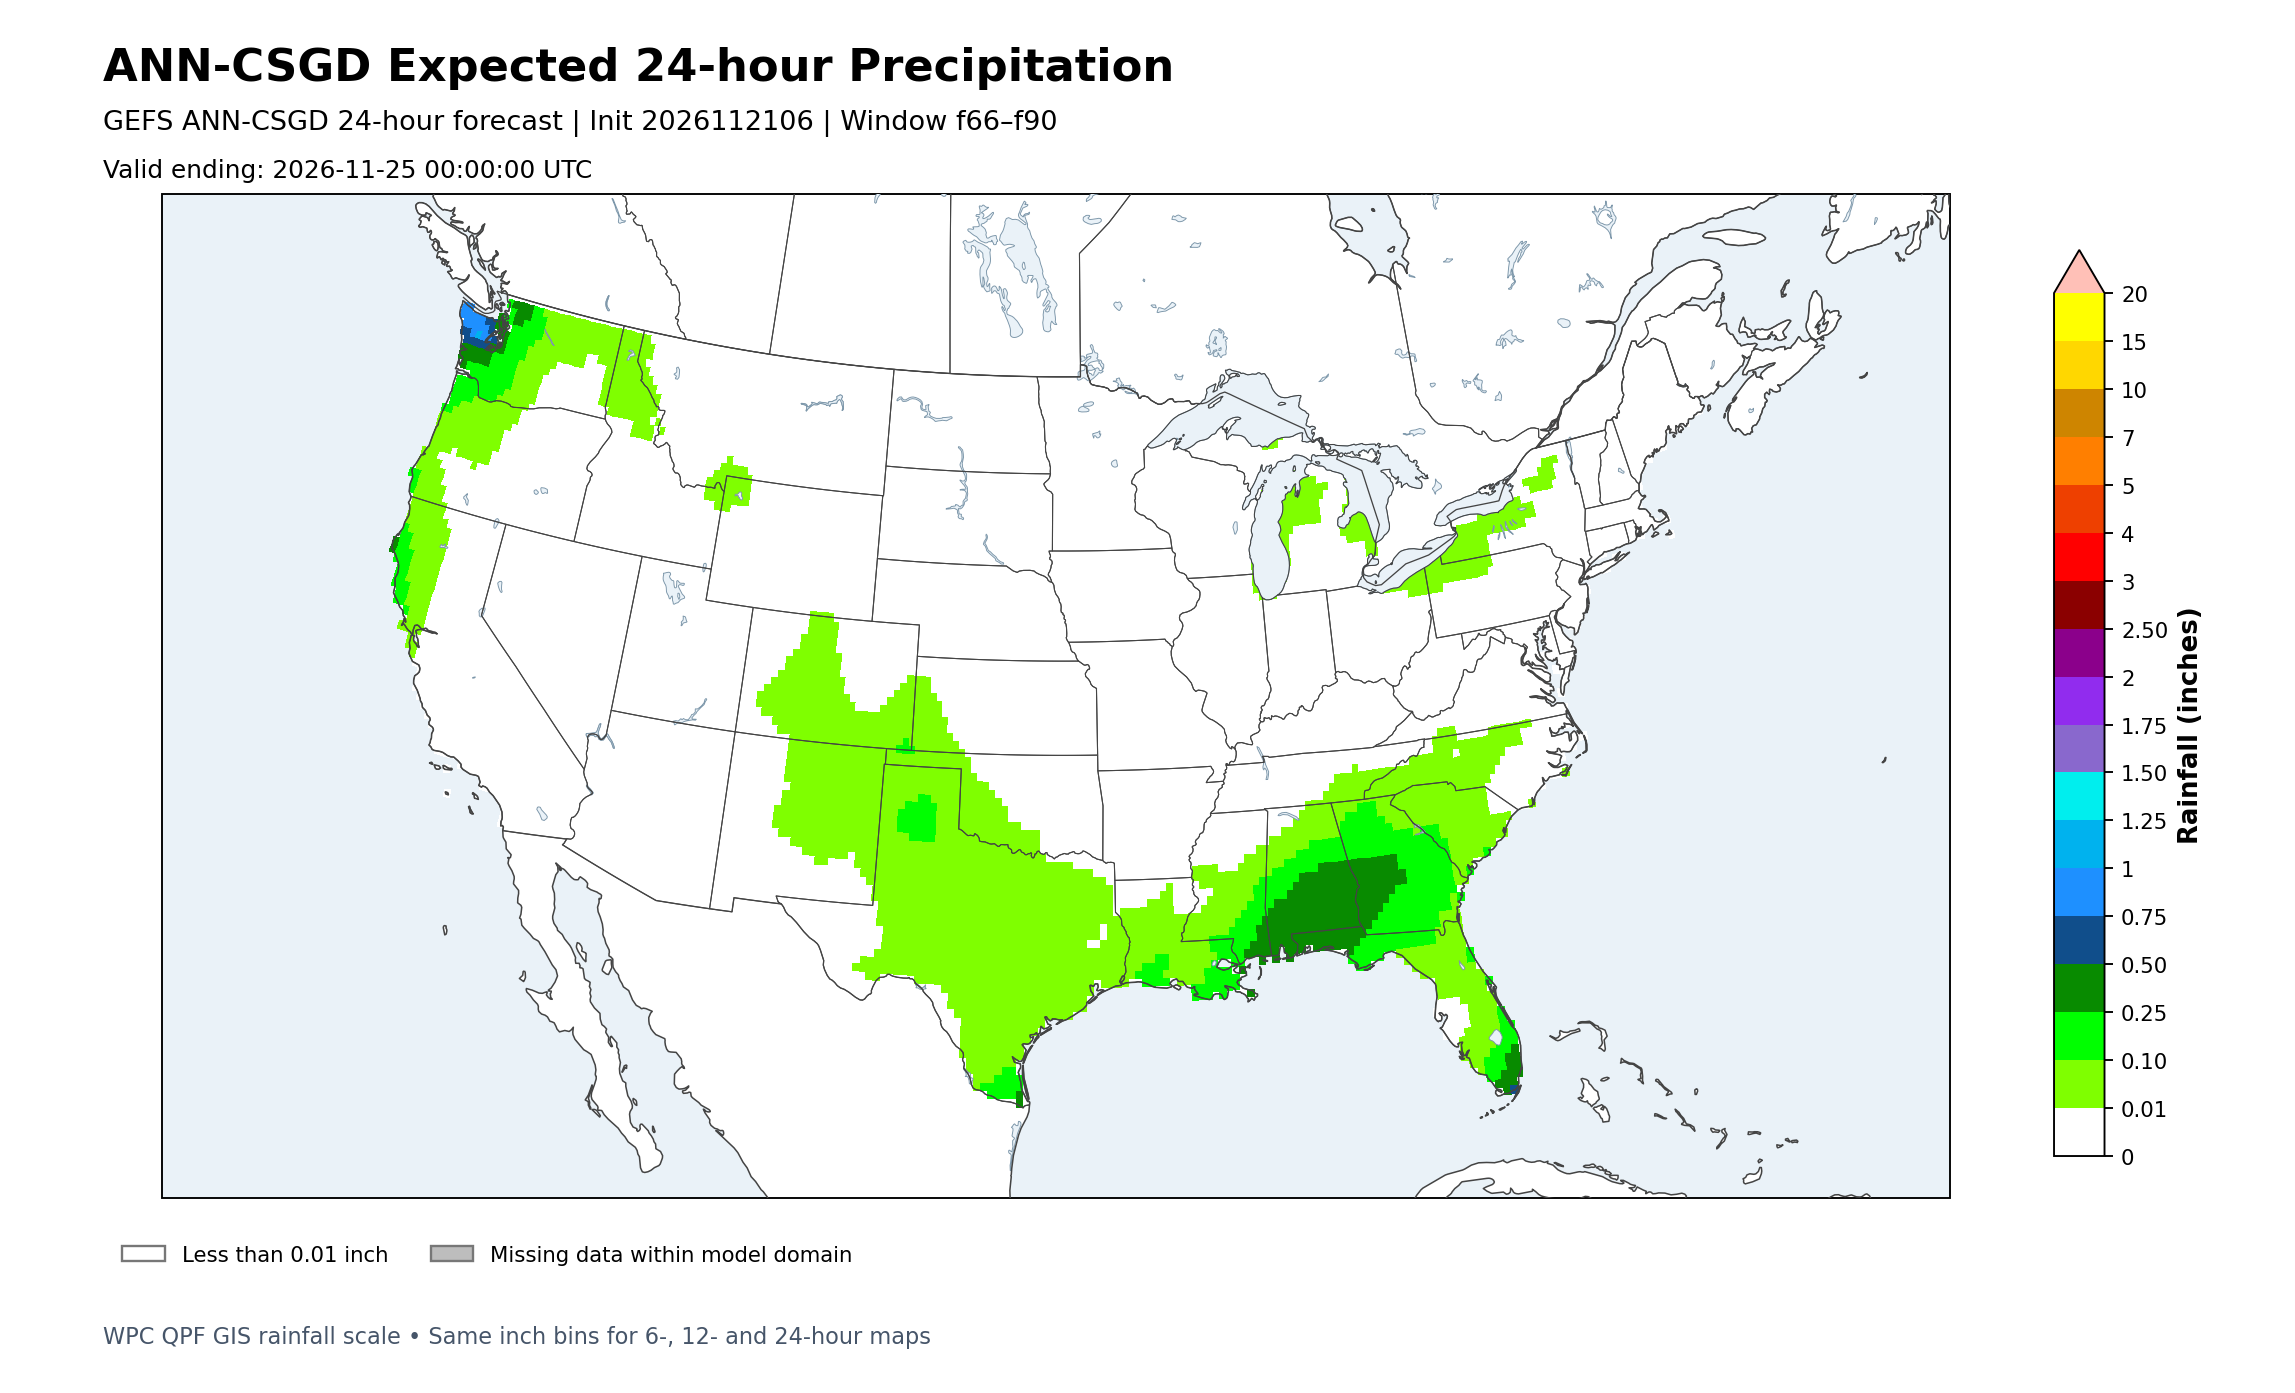 ANN-CSGD Expected 24-hour Precipitation
GEFS ANN-CSGD 24-hour forecast | Init 2026112106 | Window f66–f90
Valid ending: 2026-11-25 00:00:00 UTC
20
15
10
7
5
4
3
2.50
2
1.75
1.50
1.25
1
0.75
0.50
0.25
0.10
0.01
0
Rainfall (inches)
Less than 0.01 inch
Missing data within model domain
WPC QPF GIS rainfall scale • Same inch bins for 6-, 12- and 24-hour maps